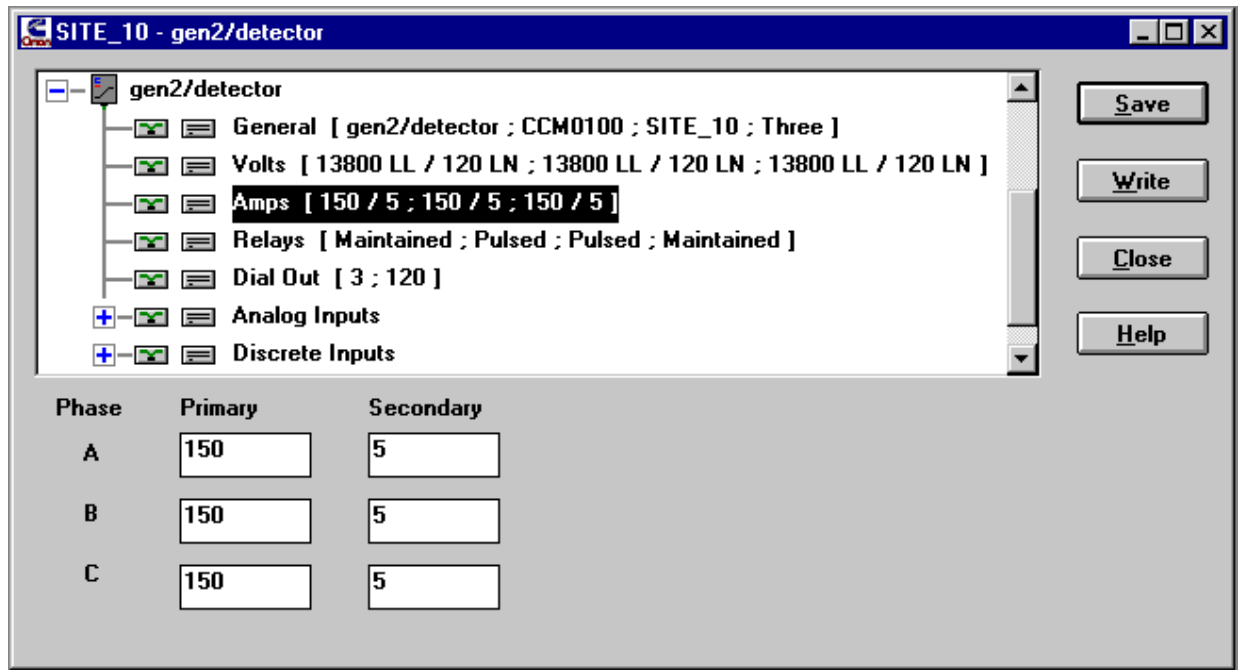 SITE_10 - gen2/detector
gen2/detector
General [ gen2/detector ; CCM0100 ; SITE_10 ; Three ]
Volts [ 13800 LL / 120 LN ; 13800 LL / 120 LN ; 13800 LL / 120 LN ]
Amps [ 150 / 5 ; 150 / 5 ; 150 / 5 ]
Relays [ Maintained ; Pulsed ; Pulsed ; Maintained ]
Dial Out [ 3 ; 120 ]
Analog Inputs
Discrete Inputs
Save
Write
Close
Help
Phase Primary Secondary
A 150 5
B 150 5
C 150 5